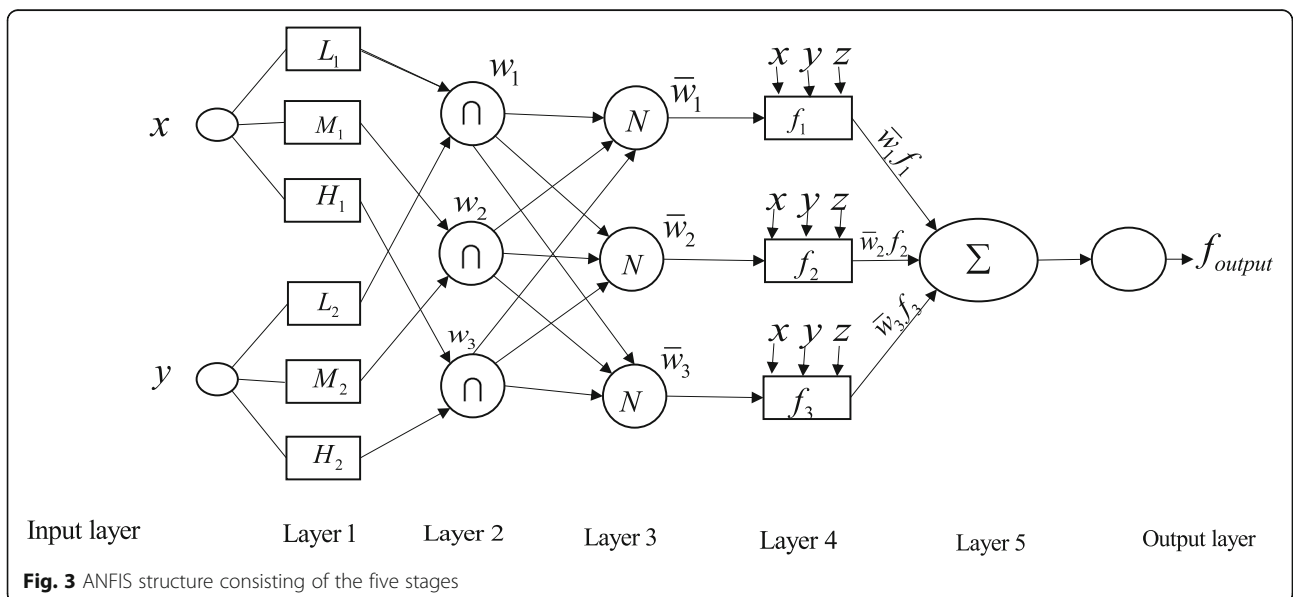 L₁
w₁
x y z
M₁
∩
N
w̄₁
f₁
x
H₁
w̄₁f₁
w₂
w̄₂
x y z
∩
N
f₂
w̄₂f₂
Σ
f_output
L₂
w₃
w̄₃
x y z
w̄₃f₃
y
M₂
∩
N
f₃
H₂
Input layer
Layer 1
Layer 2
Layer 3
Layer 4
Layer 5
Output layer
Fig. 3 ANFIS structure consisting of the five stages